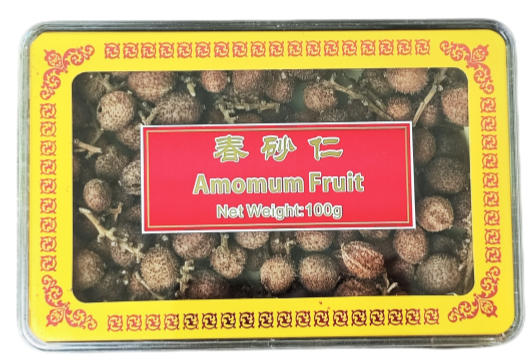 春砂仁
Amomum Fruit
Net Weight:100g